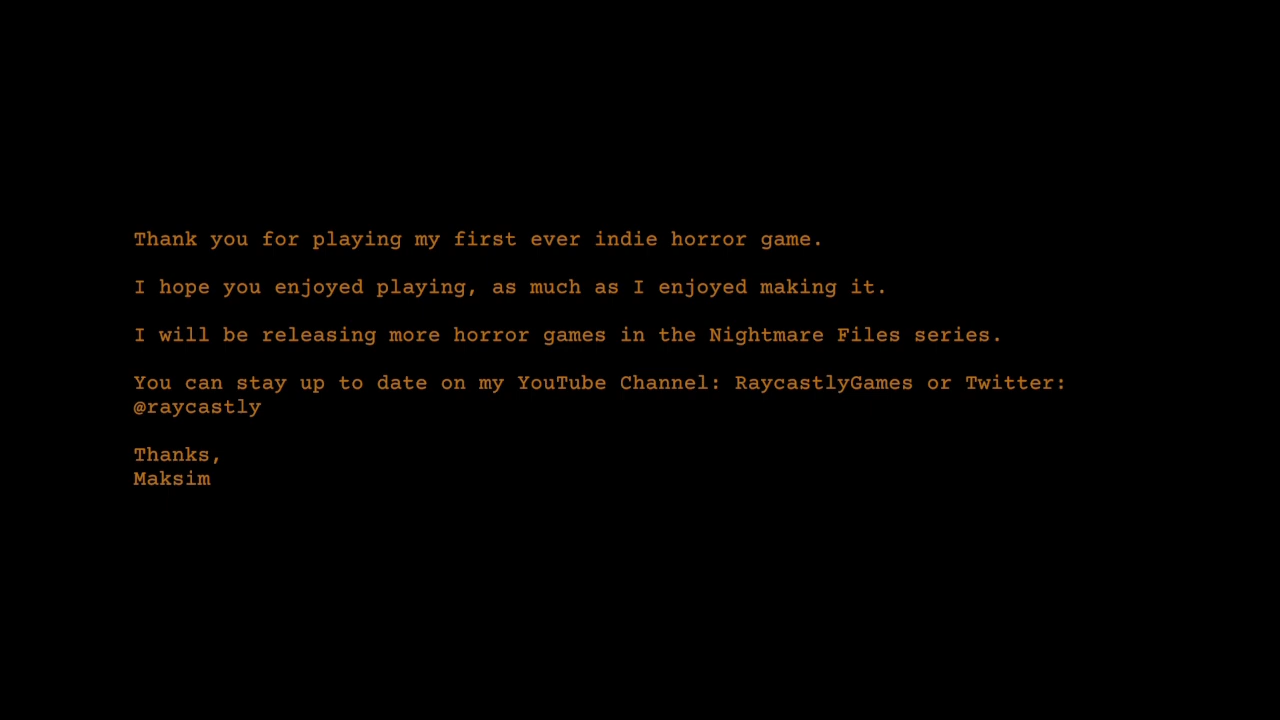 Thank you for playing my first ever indie horror game.
I hope you enjoyed playing, as much as I enjoyed making it.
I will be releasing more horror games in the Nightmare Files series.
You can stay up to date on my YouTube Channel: RaycastlyGames or Twitter:
@raycastly
Thanks,
Maksim